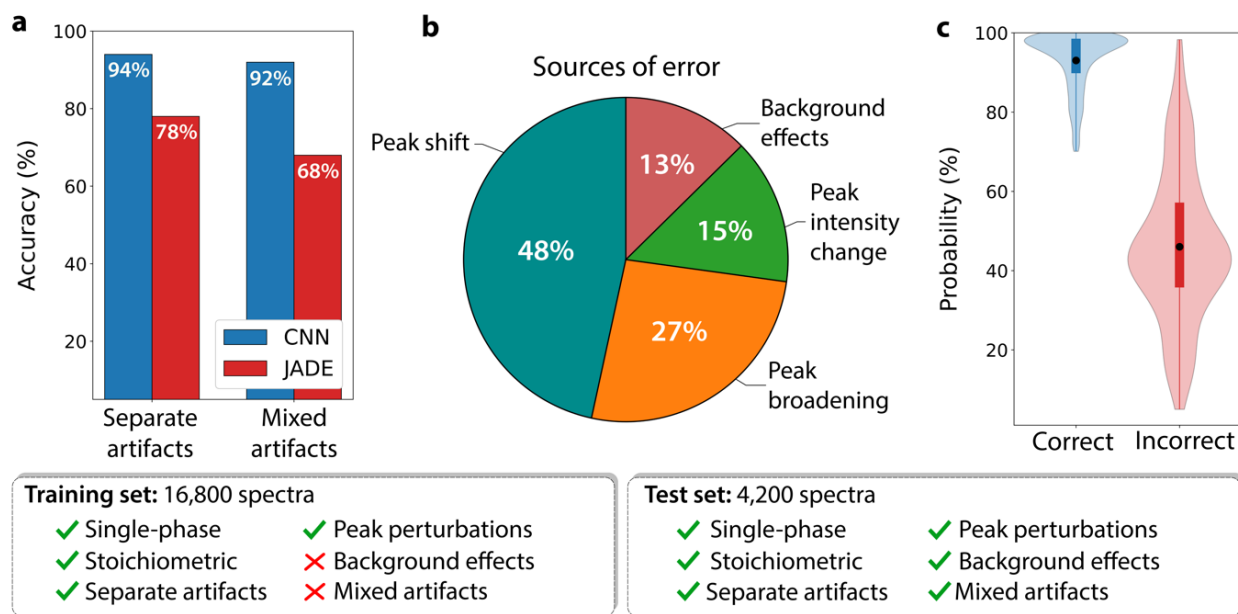 a
100
80
60
40
20
Accuracy (%)
94%
78%
92%
68%
CNN
JADE
Separate
artifacts
Mixed
artifacts
b
Sources of error
Peak shift
Background
effects
Peak
intensity
change
Peak
broadening
48%
13%
15%
27%
c
100
80
60
40
20
Probability (%)
Correct
Incorrect
Training set: 16,800 spectra
Single-phase
Stoichiometric
Separate artifacts
Peak perturbations
Background effects
Mixed artifacts
Test set: 4,200 spectra
Single-phase
Stoichiometric
Separate artifacts
Peak perturbations
Background effects
Mixed artifacts